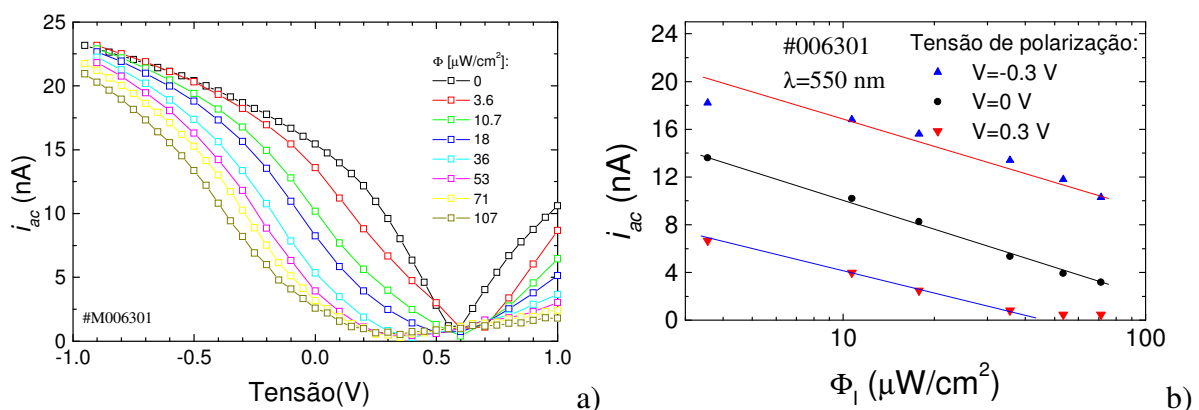 25
20
15
10
5
0
-1.0 -0.5 0.0 0.5 1.0
i_ac (nA)
Tensão(V)
Φ [μW/cm²]:
0
3.6
10.7
18
36
53
71
107
#M006301
a)
24
20
16
12
8
4
0
10 100
i_ac (nA)
Φ_l (μW/cm²)
#006301
λ=550 nm
Tensão de polarização:
V=-0.3 V
V=0 V
V=0.3 V
b)